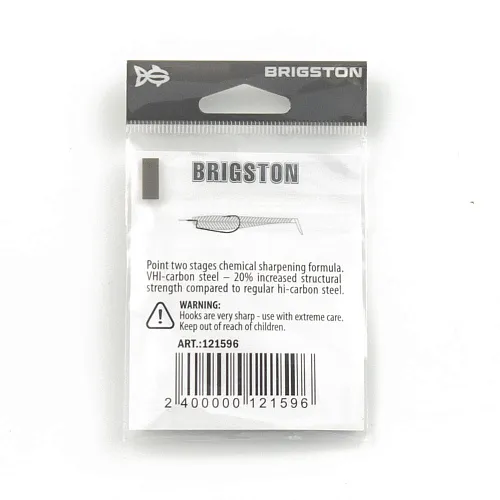 BRIGSTON
BRIGSTON
Point two stages chemical sharpening formula.
VHI-carbon steel – 20% increased structural
strength compared to regular hi-carbon steel.
WARNING:
Hooks are very sharp - use with extreme care.
Keep out of reach of children.
ART.:121596
2 400000 121596